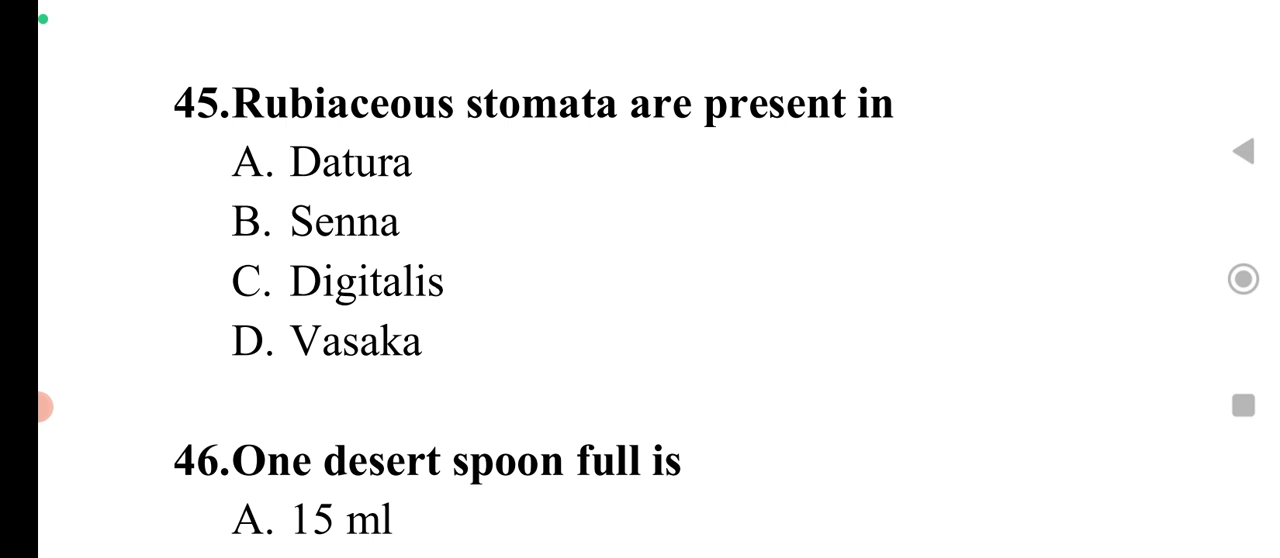 45.Rubiaceous stomata are present in
A. Datura
B. Senna
C. Digitalis
D. Vasaka
46.One desert spoon full is
A. 15 ml